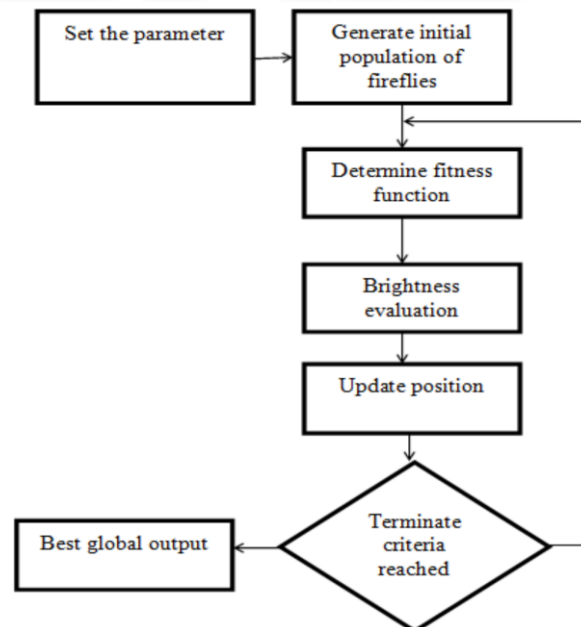 Set the parameter
Generate initial
population of
fireflies
Determine fitness
function
Brightness
evaluation
Update position
Terminate
criteria
reached
Best global output